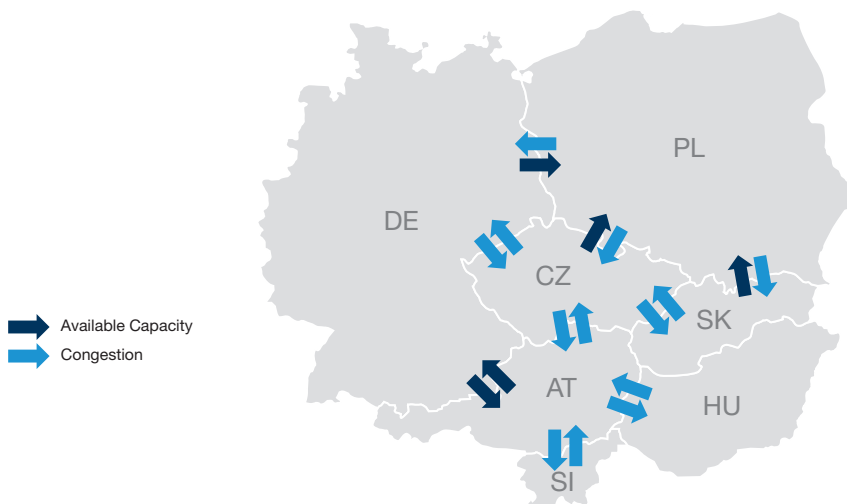 PL
DE
CZ
SK
Available Capacity
Congestion
AT
HU
SI